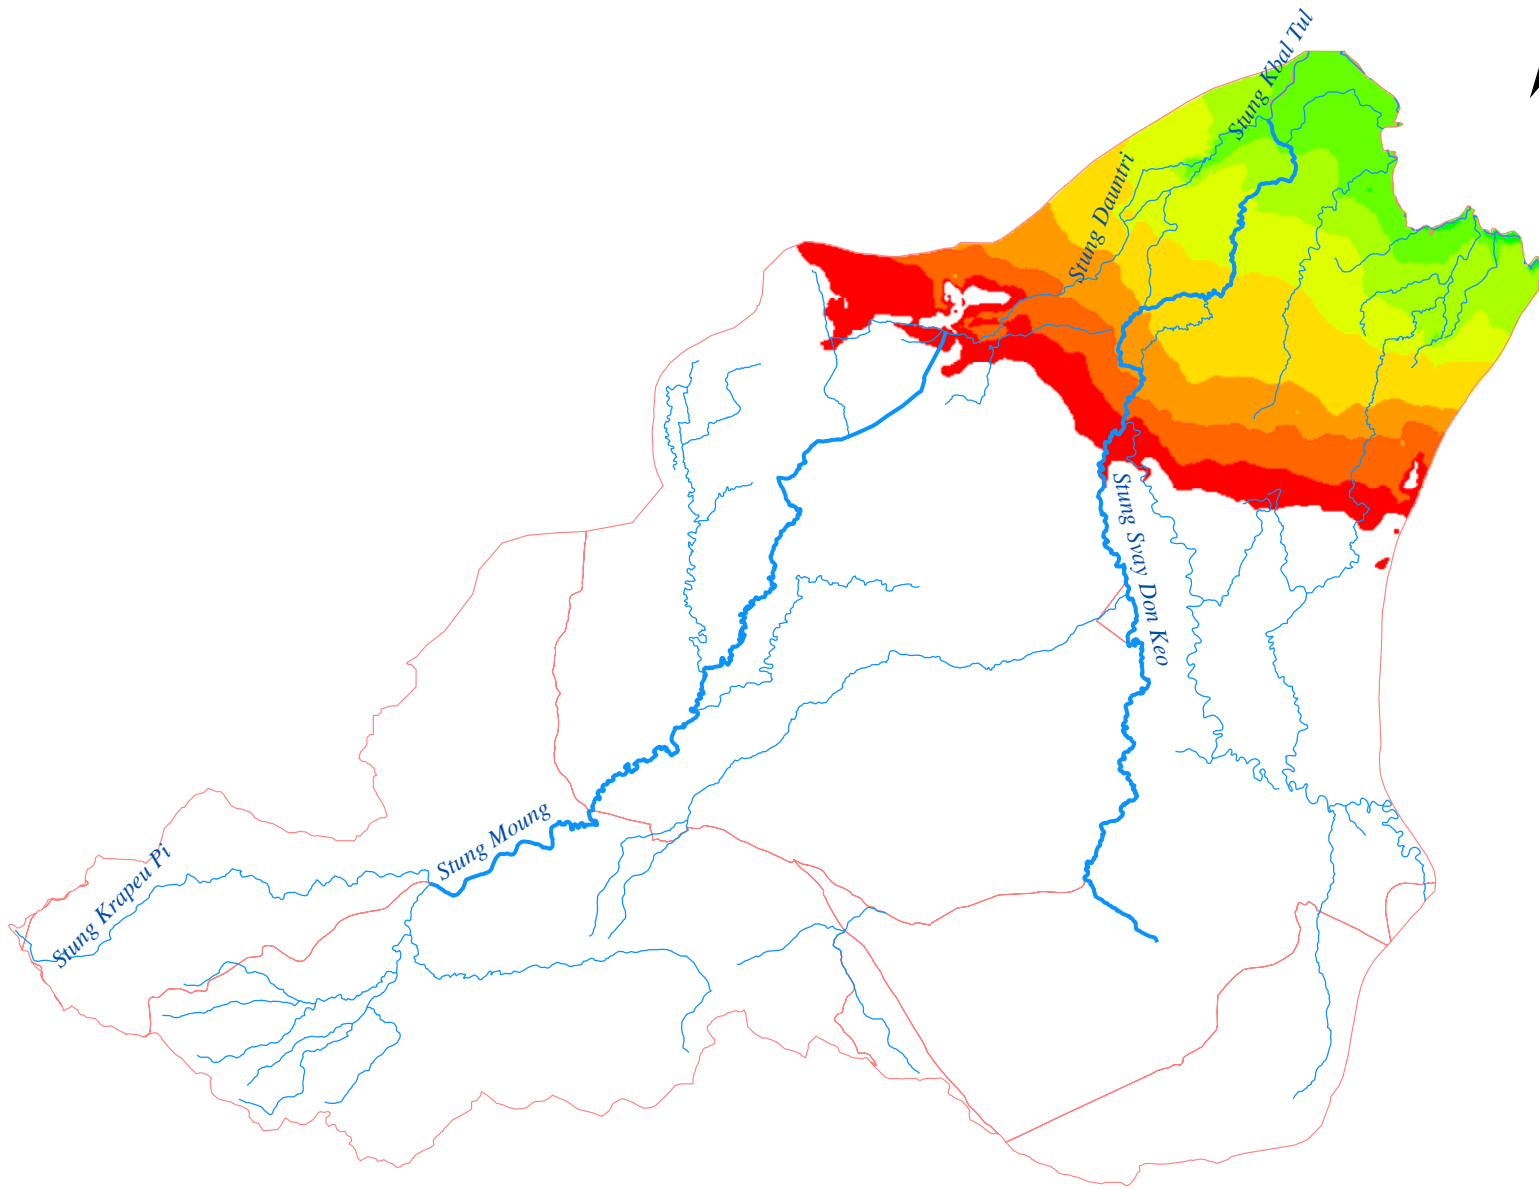 Stung Kbal Tul
Stung Dauntri
Stung Svay Don Keo
Stung Moung
Stung Krapeu Pi